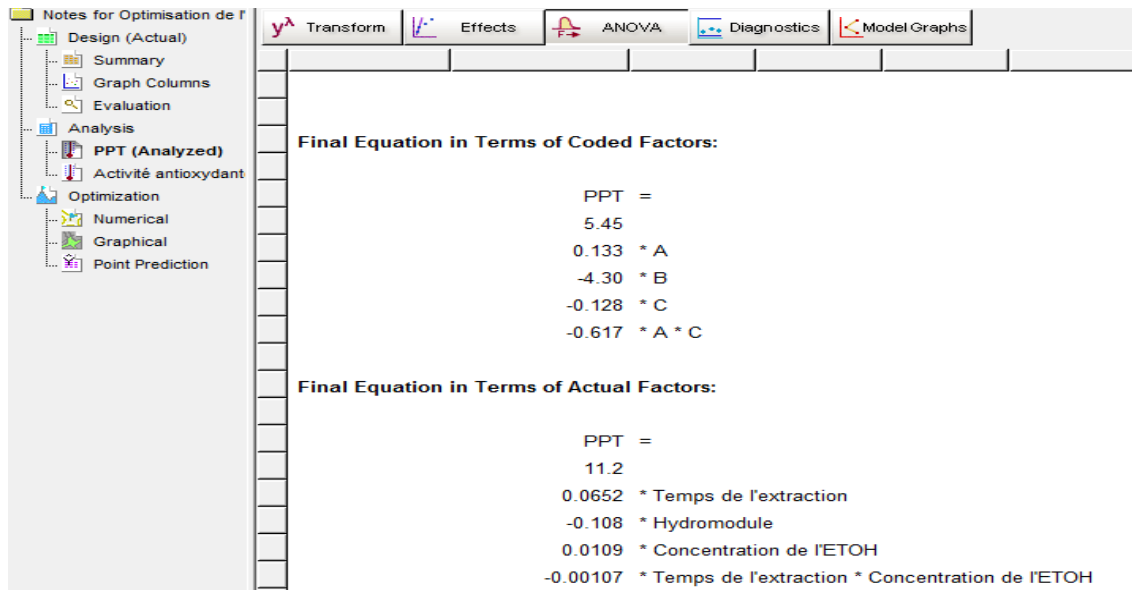 Notes for Optimisation de l'
Design (Actual)
Summary
Graph Columns
Evaluation
Analysis
PPT (Analyzed)
Activité antioxydant
Optimization
Numerical
Graphical
Point Prediction
yλ Transform Effects ANOVA Diagnostics Model Graphs
Final Equation in Terms of Coded Factors:
PPT =
5.45
0.133 * A
-4.30 * B
-0.128 * C
-0.617 * A * C
Final Equation in Terms of Actual Factors:
PPT =
11.2
0.0652 * Temps de l'extraction
-0.108 * Hydromodule
0.0109 * Concentration de l'ETOH
-0.00107 * Temps de l'extraction * Concentration de l'ETOH